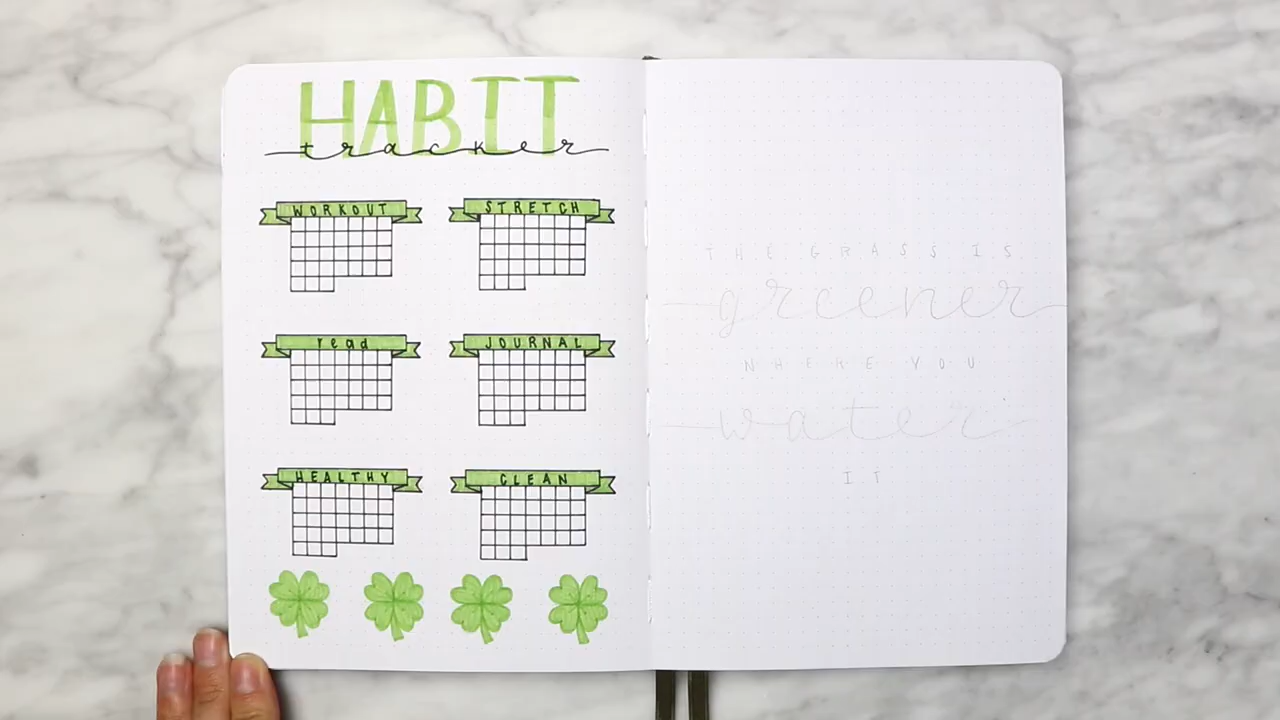 HABIT
tracker
WORKOUT
STRETCH
read
JOURNAL
HEALTHY
CLEAN
THE GRASS IS
greener
WHERE YOU
water
IT